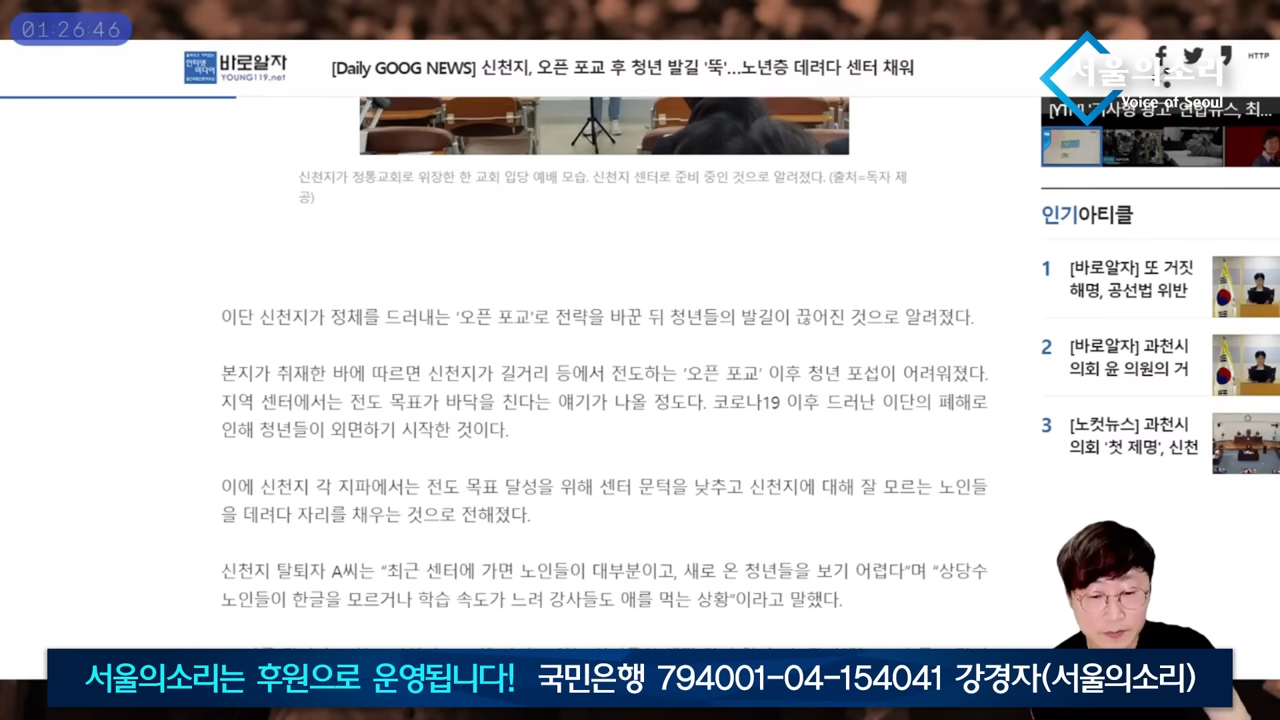 01:26:46
인터넷
미디어
바로알자
YOUNG119.net
[Daily GOOG NEWS] 신천지, 오픈 포교 후 청년 발길 '뚝'...노년층 데려다 센터 채워
HTTP
서울의소리
Voice of Seoul
신천지가 정통교회로 위장한 한 교회 입당 예배 모습. 신천지 센터로 준비 중인 것으로 알려졌다. (출처=독자 제
공)
인기아티클
1 [바로알자] 또 거짓
해명, 공선법 위반
2 [바로알자] 과천시
의회 윤 의원의 거
3 [노컷뉴스] 과천시
의회 '첫 제명', 신천
이단 신천지가 정체를 드러내는 '오픈 포교'로 전략을 바꾼 뒤 청년들의 발길이 끊어진 것으로 알려졌다.
본지가 취재한 바에 따르면 신천지가 길거리 등에서 전도하는 '오픈 포교' 이후 청년 포섭이 어려워졌다.
지역 센터에서는 전도 목표가 바닥을 친다는 얘기가 나올 정도다. 코로나19 이후 드러난 이단의 폐해로
인해 청년들이 외면하기 시작한 것이다.
이에 신천지 각 지파에서는 전도 목표 달성을 위해 센터 문턱을 낮추고 신천지에 대해 잘 모르는 노인들
을 데려다 자리를 채우는 것으로 전해졌다.
신천지 탈퇴자 A씨는 "최근 센터에 가면 노인들이 대부분이고, 새로 온 청년들을 보기 어렵다"며 "상당수
노인들이 한글을 모르거나 학습 속도가 느려 강사들도 애를 먹는 상황"이라고 말했다.
서울의소리는 후원으로 운영됩니다! 국민은행 794001-04-154041 강경자(서울의소리)